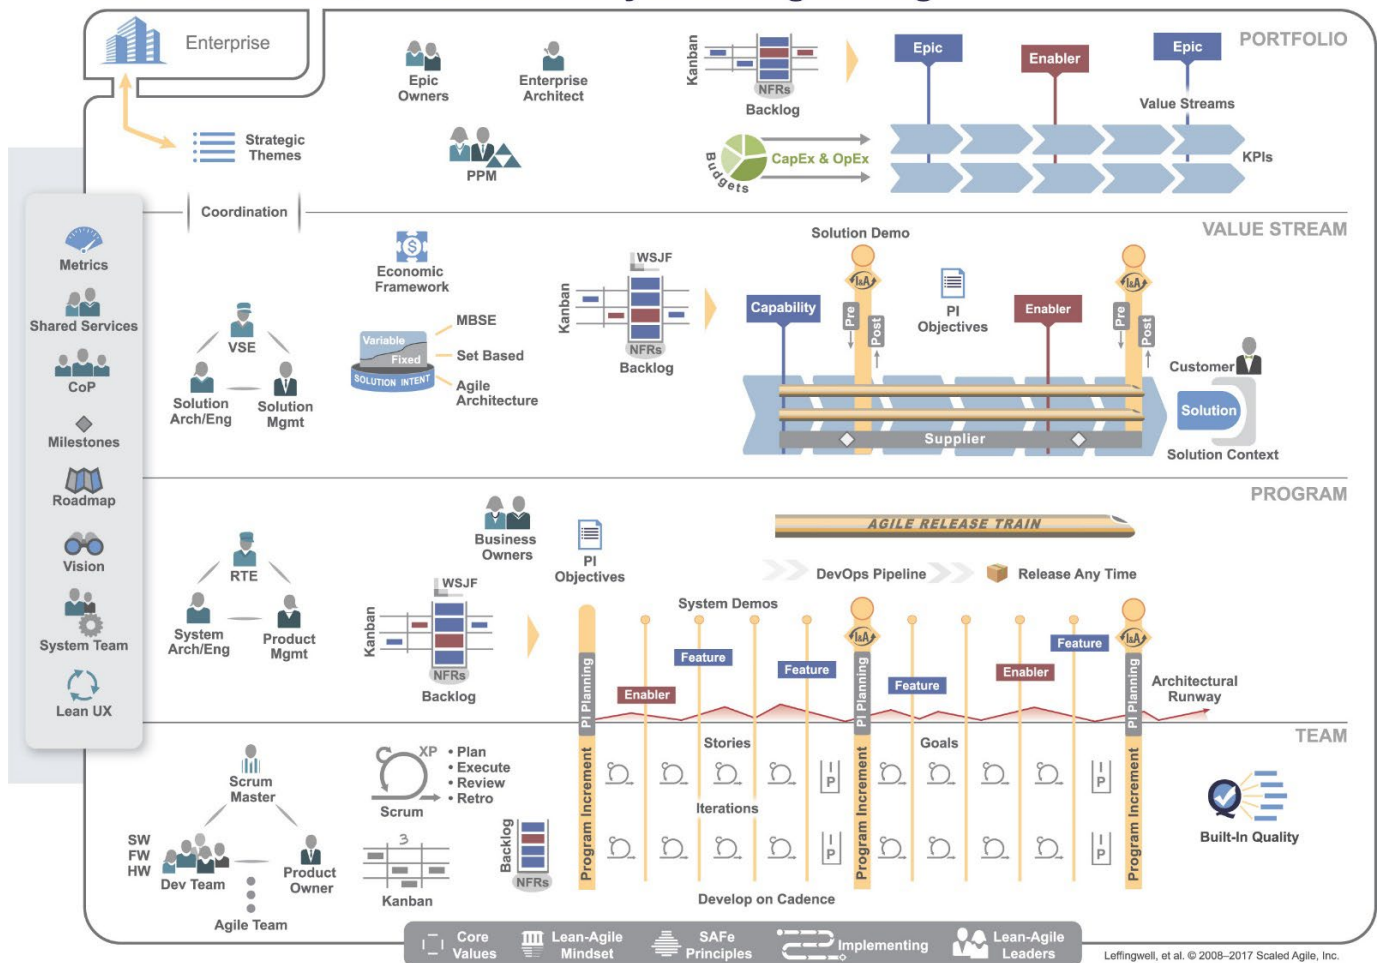 Enterprise
Epic
Owners
Enterprise
Architect
Kanban
NFRs
Backlog
Epic
Enabler
Epic
PORTFOLIO
Value Streams
Strategic
Themes
PPM
Budgets
CapEx & OpEx
KPIs
Coordination
VALUE STREAM
Metrics
Shared Services
CoP
Milestones
Roadmap
Vision
System Team
Lean UX
Economic
Framework
VSE
Solution
Arch/Eng
Solution
Mgmt
Variable
Fixed
SOLUTION INTENT
MBSE
Set Based
Agile
Architecture
WSJF
Kanban
NFRs
Backlog
Solution Demo
I&A
Capability
Pre
Post
PI
Objectives
Enabler
I&A
Pre
Post
Customer
Solution
Solution Context
Supplier
PROGRAM
Business
Owners
PI
Objectives
AGILE RELEASE TRAIN
DevOps Pipeline
Release Any Time
RTE
System
Arch/Eng
Product
Mgmt
WSJF
Kanban
NFRs
Backlog
System Demos
Enabler
Feature
Feature
I&A
Feature
Enabler
Feature
I&A
PI Planning
PI Planning
PI Planning
Architectural
Runway
TEAM
Scrum
Master
SW
FW
HW
Dev Team
Product
Owner
Agile Team
XP
Scrum
• Plan
• Execute
• Review
• Retro
3
Kanban
Backlog
NFRs
Program Increment
Stories
Iterations
I
P
I
P
Program Increment
Goals
I
P
I
P
Program Increment
Develop on Cadence
Built-In Quality
Core
Values
Lean-Agile
Mindset
SAFe
Principles
Implementing
Lean-Agile
Leaders
Leffingwell, et al. © 2008–2017 Scaled Agile, Inc.